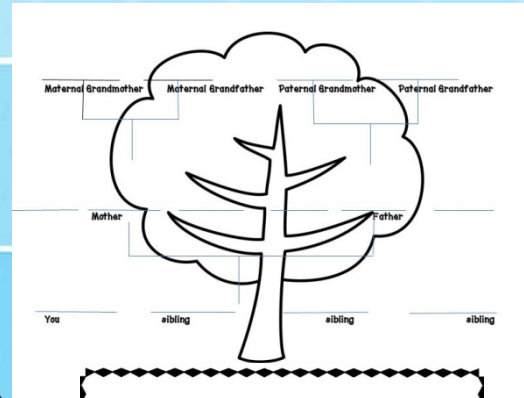 Maternal Grandmother Maternal Grandfather Paternal Grandmother Paternal Grandfather
Mother Father
You sibling sibling sibling